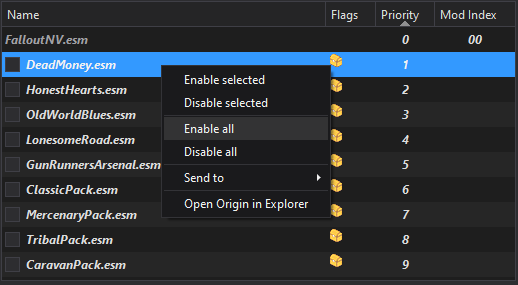 Name Flags Priority Mod Index
FalloutNV.esm 0 00
DeadMoney.esm 1
HonestHearts.esm 2
OldWorldBlues.esm 3
LonesomeRoad.esm 4
GunRunnersArsenal.esm 5
ClassicPack.esm 6
MercenaryPack.esm 7
TribalPack.esm 8
CaravanPack.esm 9
Enable selected
Disable selected
Enable all
Disable all
Send to
Open Origin in Explorer